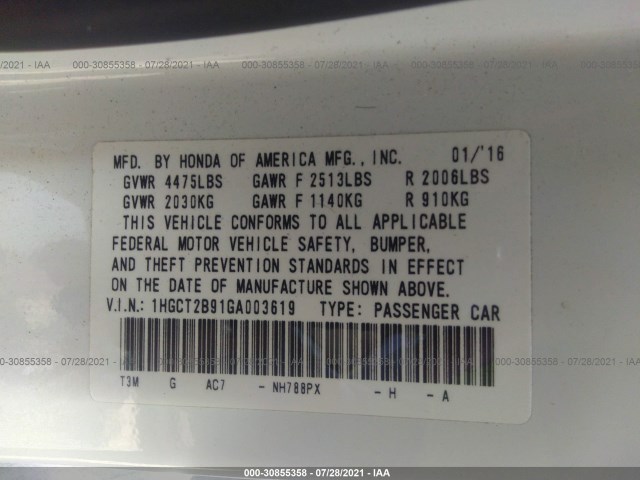 000-30855358 - 07/28/2021 - IAA
MFD. BY HONDA OF AMERICA MFG., INC. 01/'16
GVWR 4475LBS GAWR F 2513LBS R 2006LBS
GVWR 2030KG GAWR F 1140KG R 910KG
THIS VEHICLE CONFORMS TO ALL APPLICABLE
FEDERAL MOTOR VEHICLE SAFETY, BUMPER,
AND THEFT PREVENTION STANDARDS IN EFFECT
ON THE DATE OF MANUFACTURE SHOWN ABOVE.
V.I.N.: 1HGCT2B91GA003619 TYPE: PASSENGER CAR
T3M G AC7 - NH788PX - H - A
000-30855358 - 07/28/2021 - IAA